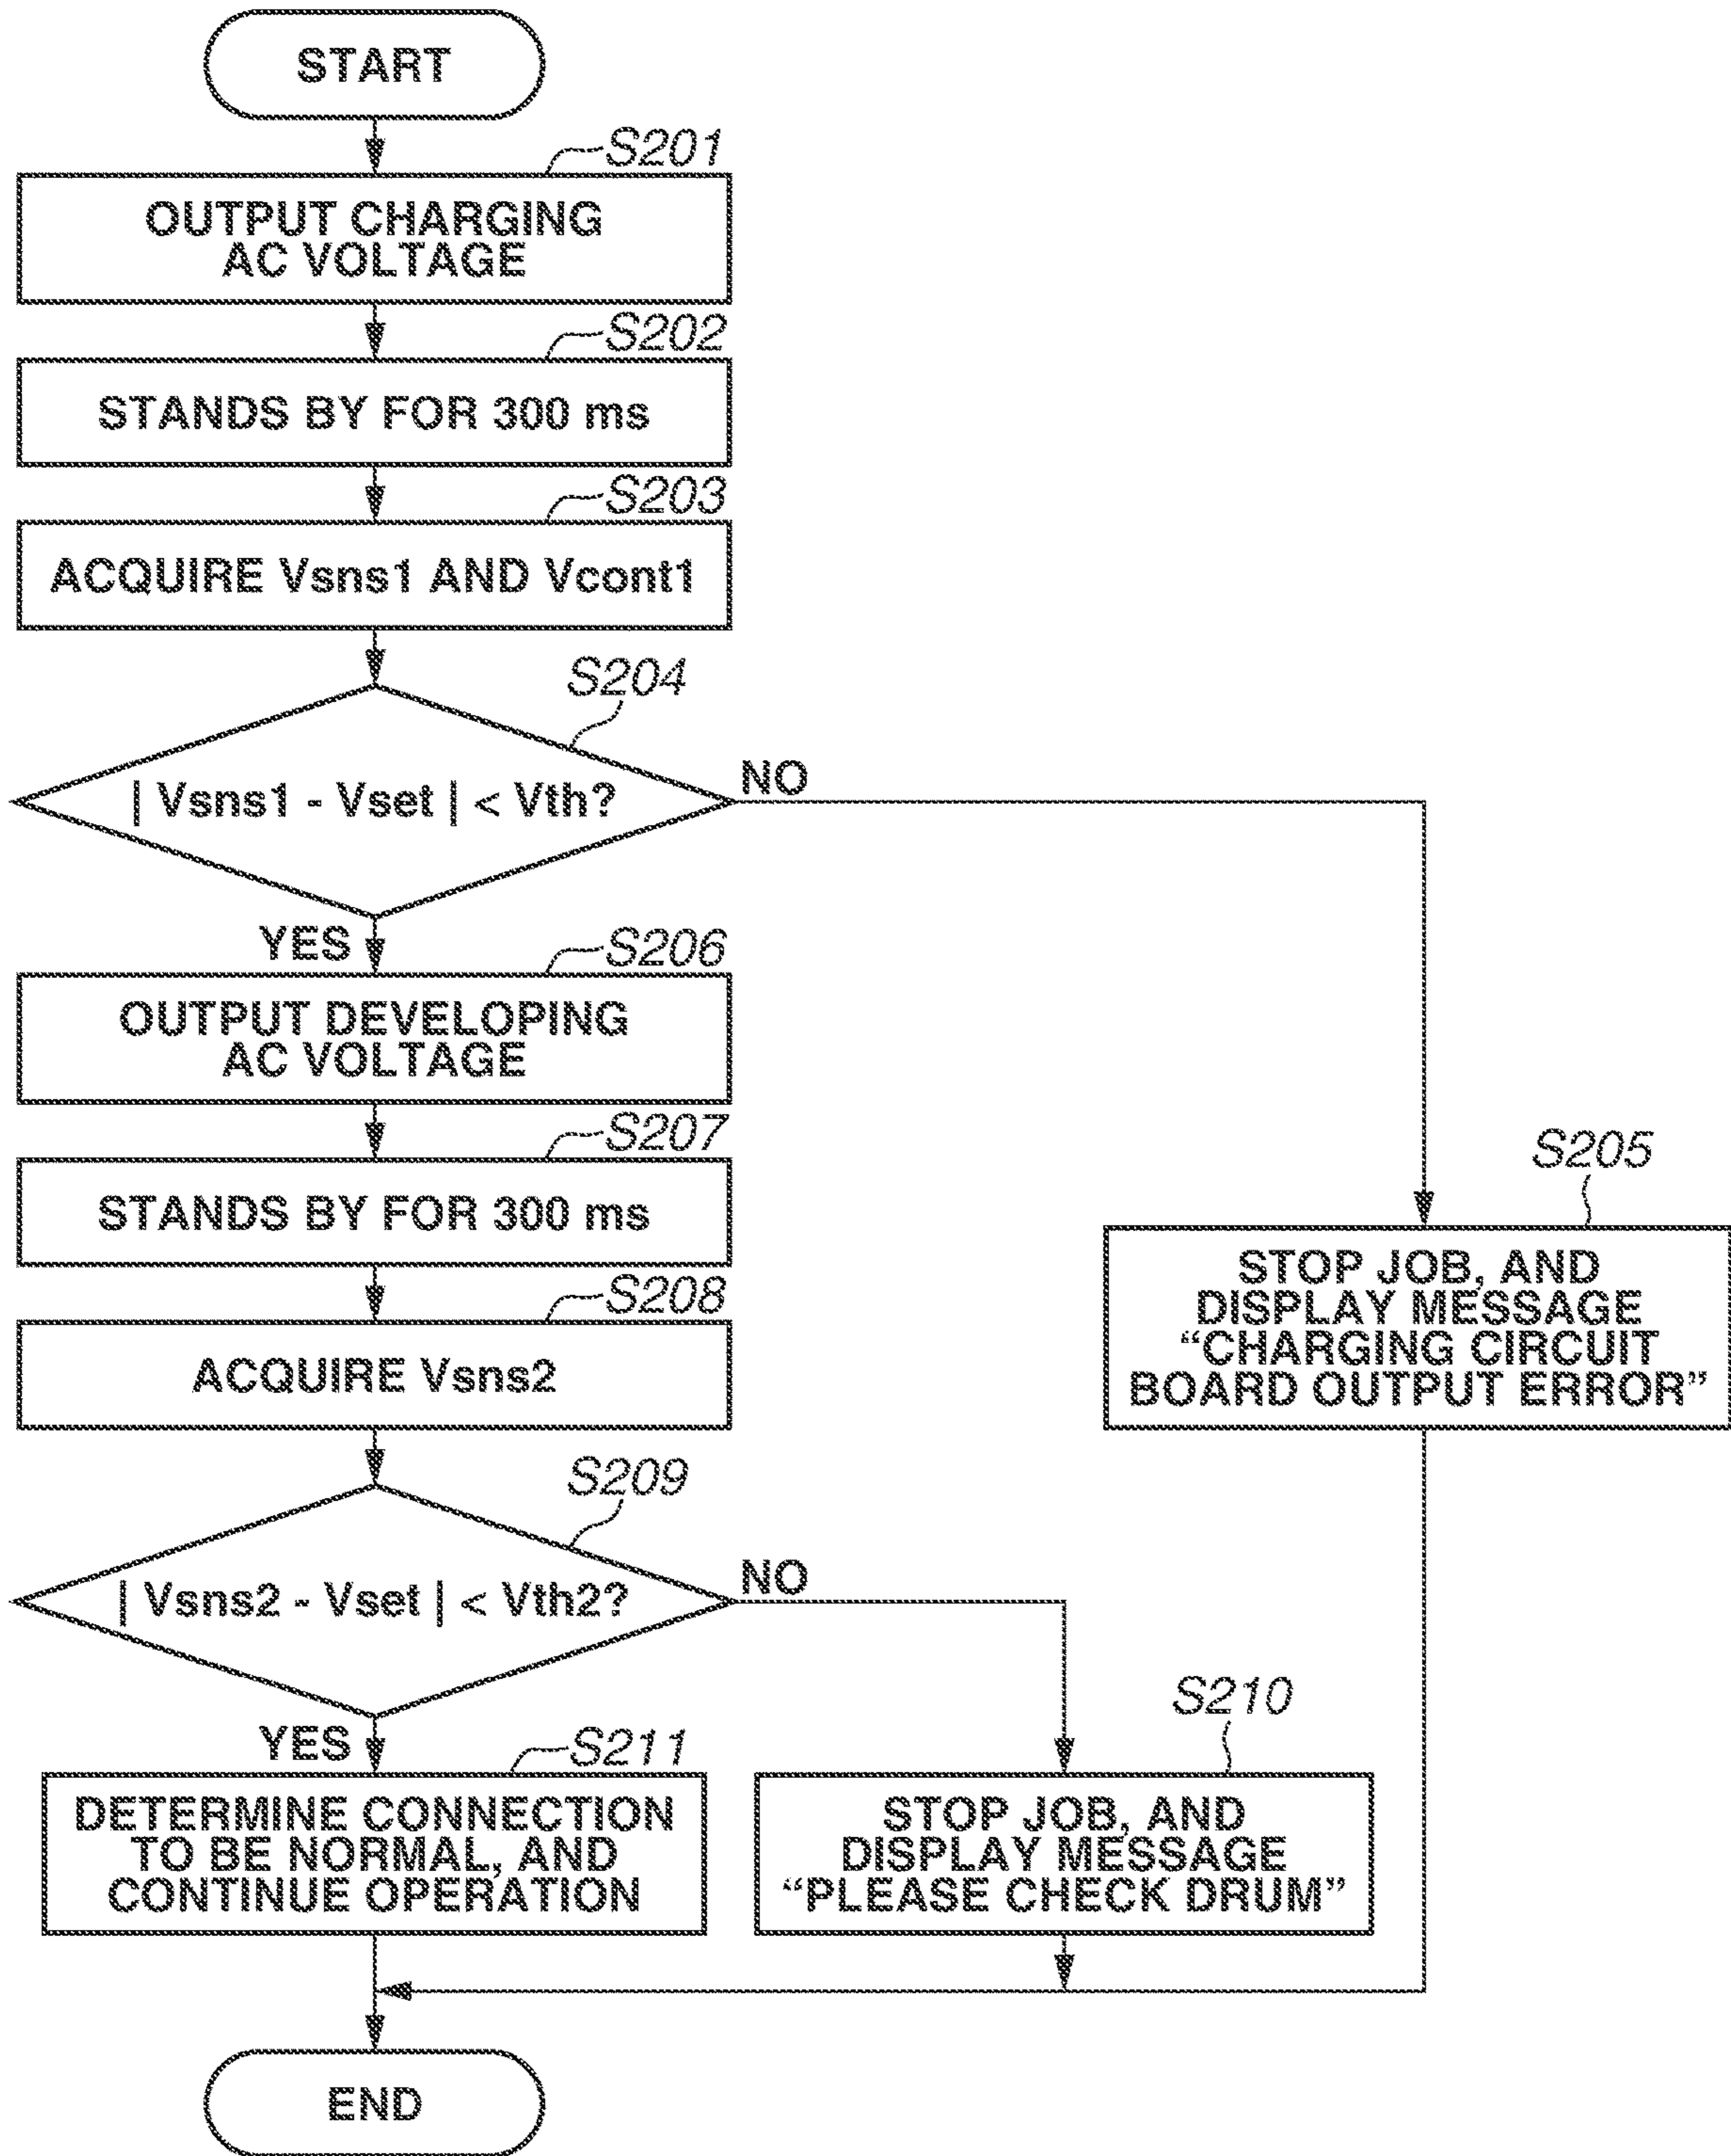 START
S201
OUTPUT CHARGING
AC VOLTAGE
S202
STANDS BY FOR 300 ms
S203
ACQUIRE Vsns1 AND Vcont1
S204
| Vsns1 - Vset | < Vth?
NO
YES
S206
OUTPUT DEVELOPING
AC VOLTAGE
S207
STANDS BY FOR 300 ms
S205
STOP JOB, AND
DISPLAY MESSAGE
“CHARGING CIRCUIT
BOARD OUTPUT ERROR”
S208
ACQUIRE Vsns2
S209
| Vsns2 - Vset | < Vth2?
NO
YES
S211
DETERMINE CONNECTION
TO BE NORMAL, AND
CONTINUE OPERATION
S210
STOP JOB, AND
DISPLAY MESSAGE
“PLEASE CHECK DRUM”
END